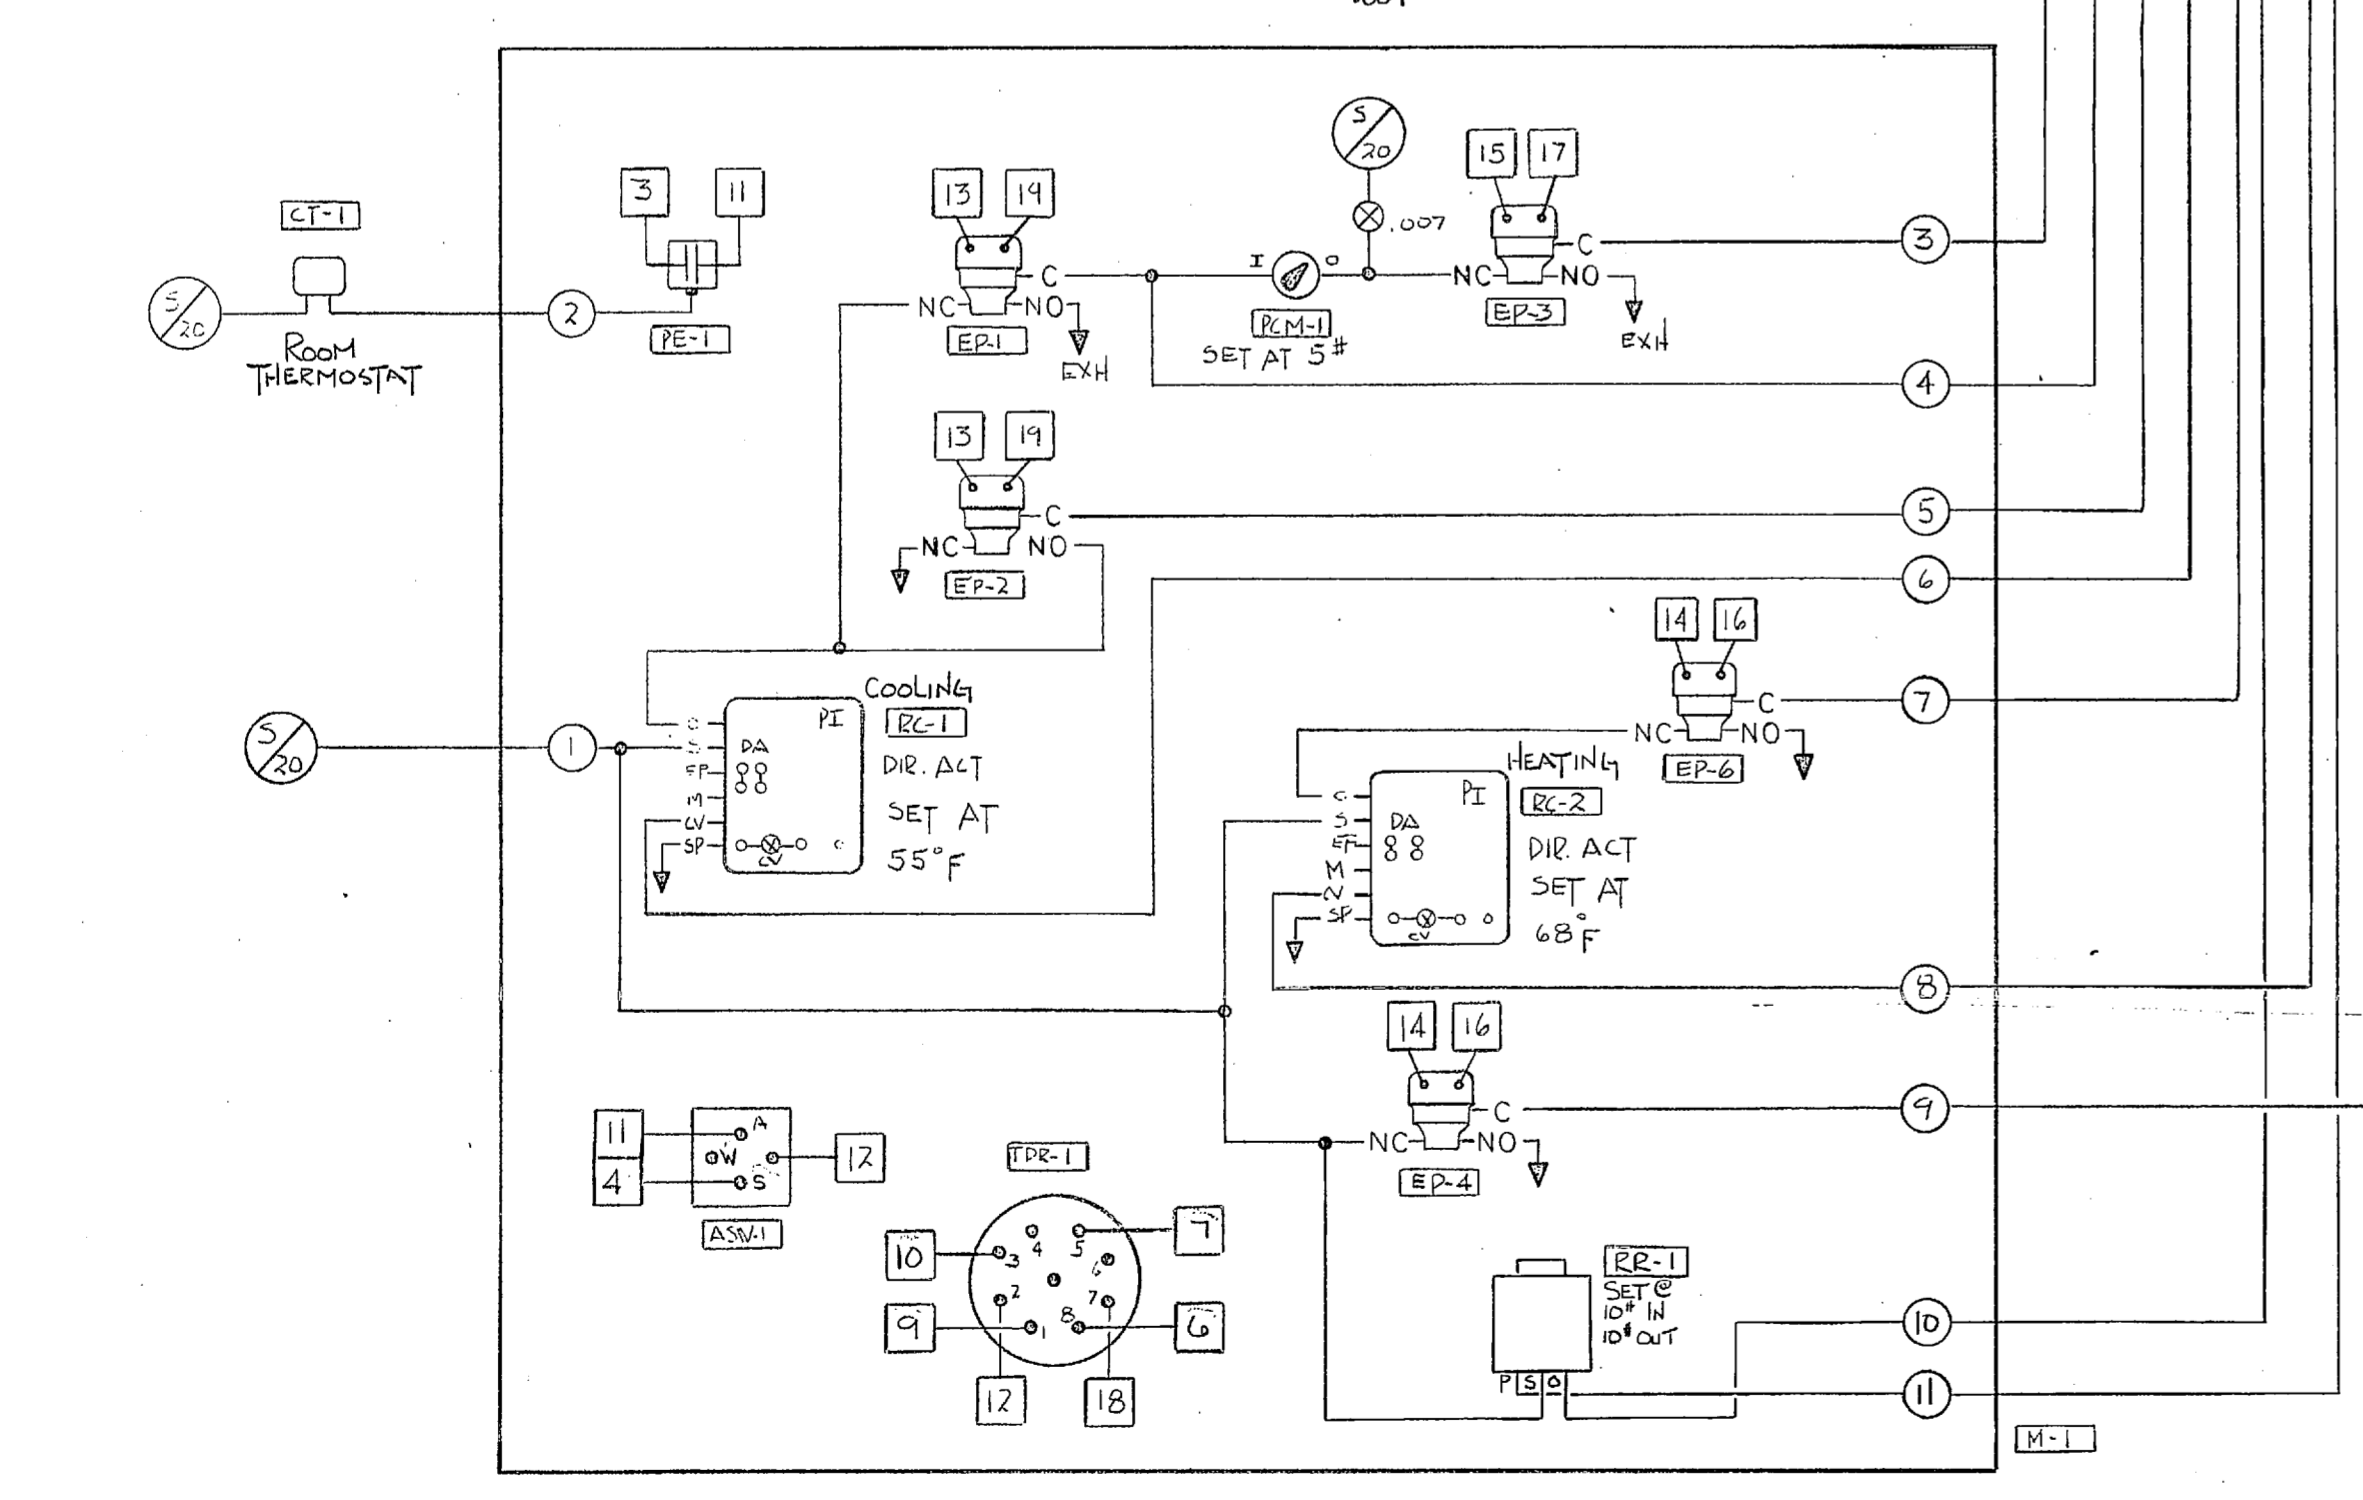 CT-1
S/20
ROOM
THERMOSTAT
2
3
11
PE-1
13
19
C
NC
NO
EP-1
EXH
S/20
.007
I
O
PCM-1
SET AT 5#
15
17
C
NC
NO
EP-3
EXH
3
4
13
19
C
NC
NO
EP-2
5
6
14
16
C
NC
NO
EP-6
7
S/20
1
COOLING
RC-1
PI
DIR. ACT
SET AT
55°F
DA
EP
M
CV
SP
CV
HEATING
RC-2
PI
DIR. ACT
SET AT
68°F
C
S
DA
M
SP
CV
8
14
16
C
NC
NO
EP-4
9
11
4
A
W
S
12
TDR-1
10
9
12
18
6
7
1
2
3
4
5
6
7
8
RR-1
SET @
10# IN
10# OUT
P
S
O
10
11
M-1